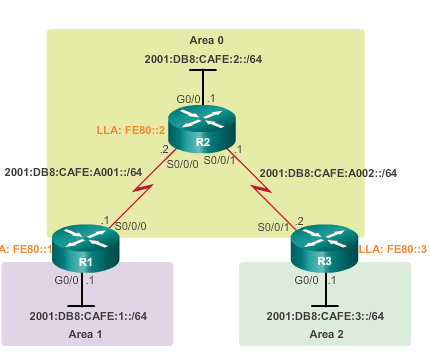 Area 0
2001:DB8:CAFE:2::/64
G0/0 .1
LLA: FE80::2
R2
.2 S0/0/0 S0/0/1 .1
2001:DB8:CAFE:A001::/64
2001:DB8:CAFE:A002::/64
.1 S0/0/0
S0/0/1 .2
A: FE80::1
R1
R3
LLA: FE80::3
G0/0 .1
G0/0 .1
2001:DB8:CAFE:1::/64
2001:DB8:CAFE:3::/64
Area 1
Area 2